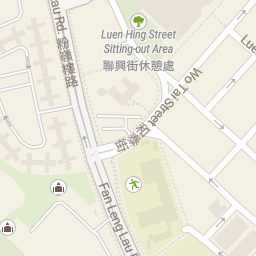 Luen Hing Street
Sitting-out Area
聯興街休憩處
Lau Rd. 粉嶺樓路
Wo Tai Street 和泰街
Lue
Fan Leng Lau R